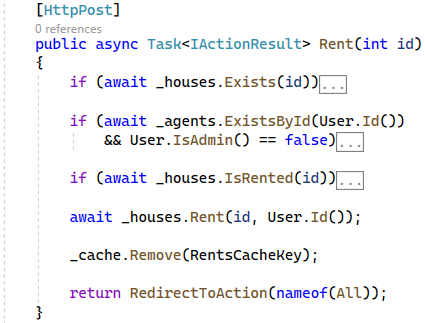 [HttpPost]
0 references
public async Task<IActionResult> Rent(int id)
{
if (await _houses.Exists(id))...
if (await _agents.ExistsById(User.Id())
&& User.IsAdmin() == false)...
if (await _houses.IsRented(id))...
await _houses.Rent(id, User.Id());
_cache.Remove(RentsCacheKey);
return RedirectToAction(nameof(All));
}